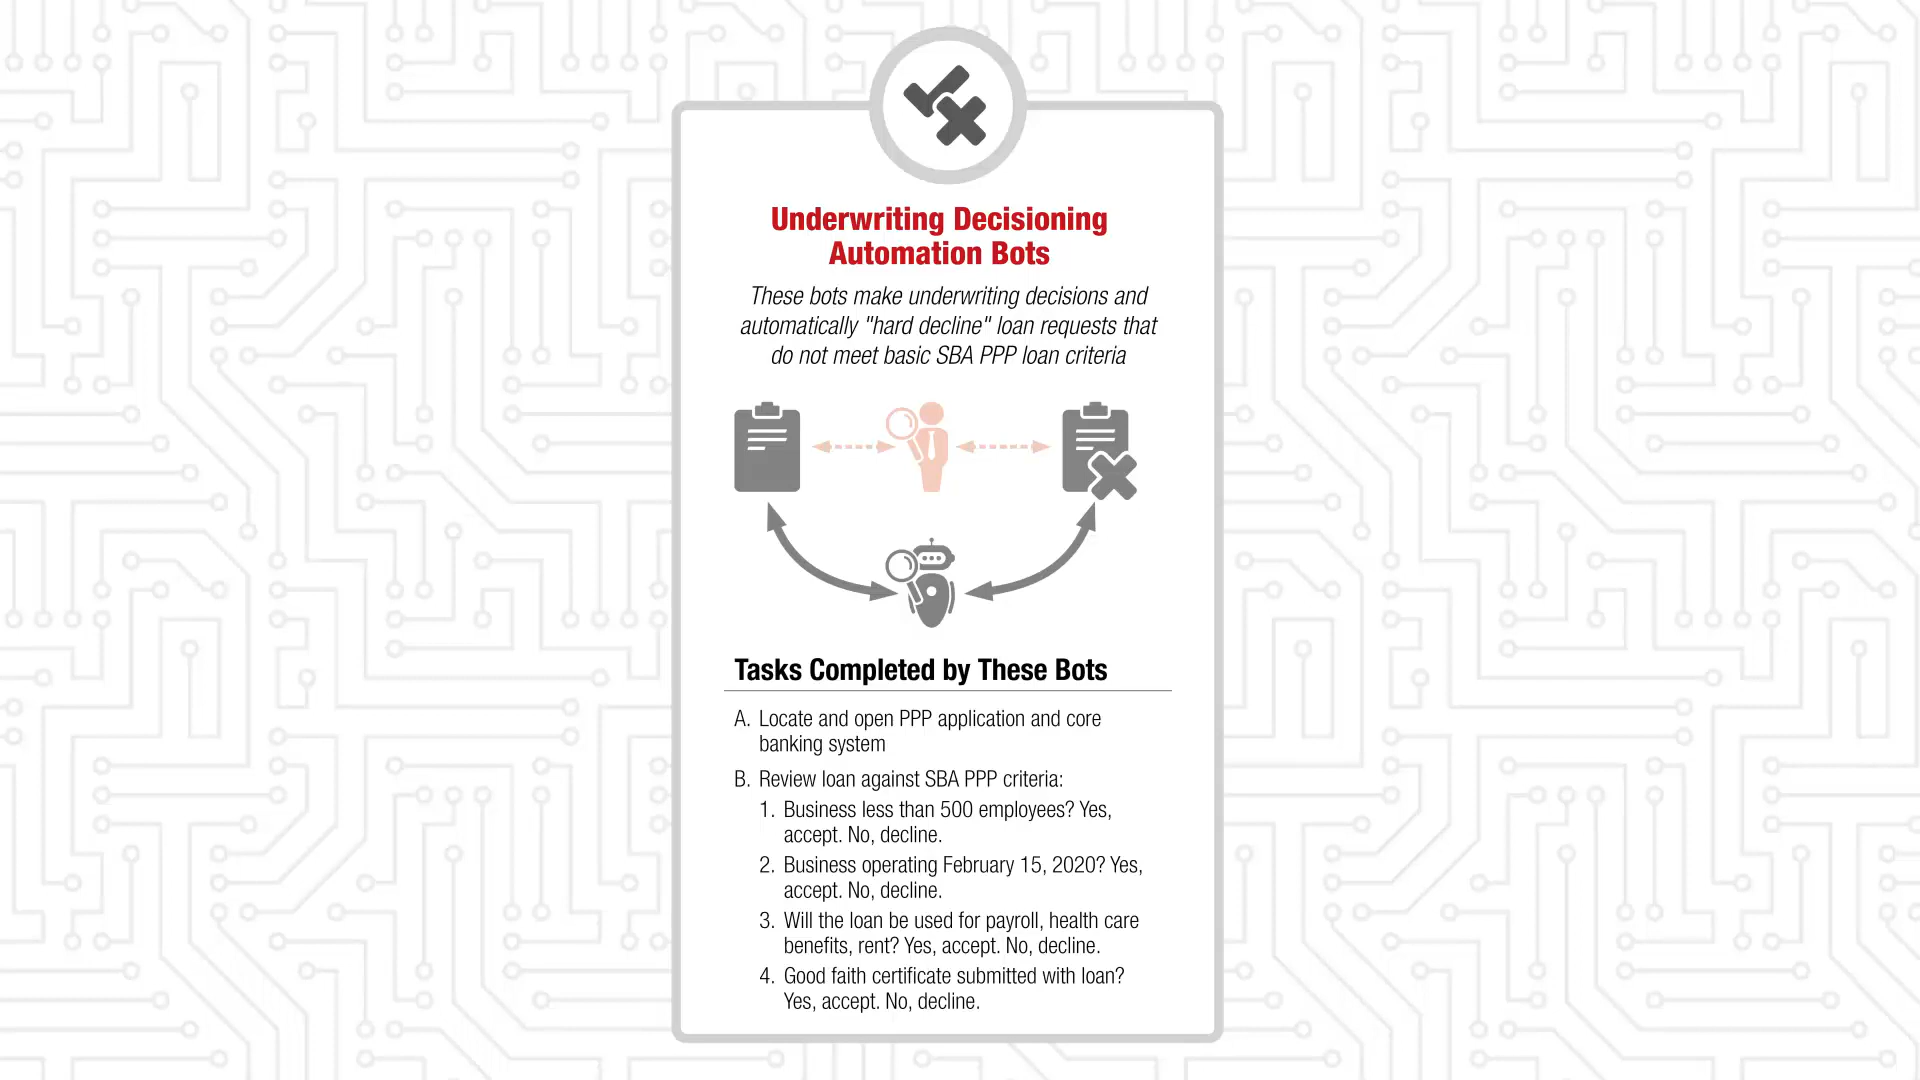 Underwriting Decisioning
Automation Bots
These bots make underwriting decisions and
automatically "hard decline" loan requests that
do not meet basic SBA PPP loan criteria
Tasks Completed by These Bots
A. Locate and open PPP application and core
banking system
B. Review loan against SBA PPP criteria:
1. Business less than 500 employees? Yes,
accept. No, decline.
2. Business operating February 15, 2020? Yes,
accept. No, decline.
3. Will the loan be used for payroll, health care
benefits, rent? Yes, accept. No, decline.
4. Good faith certificate submitted with loan?
Yes, accept. No, decline.